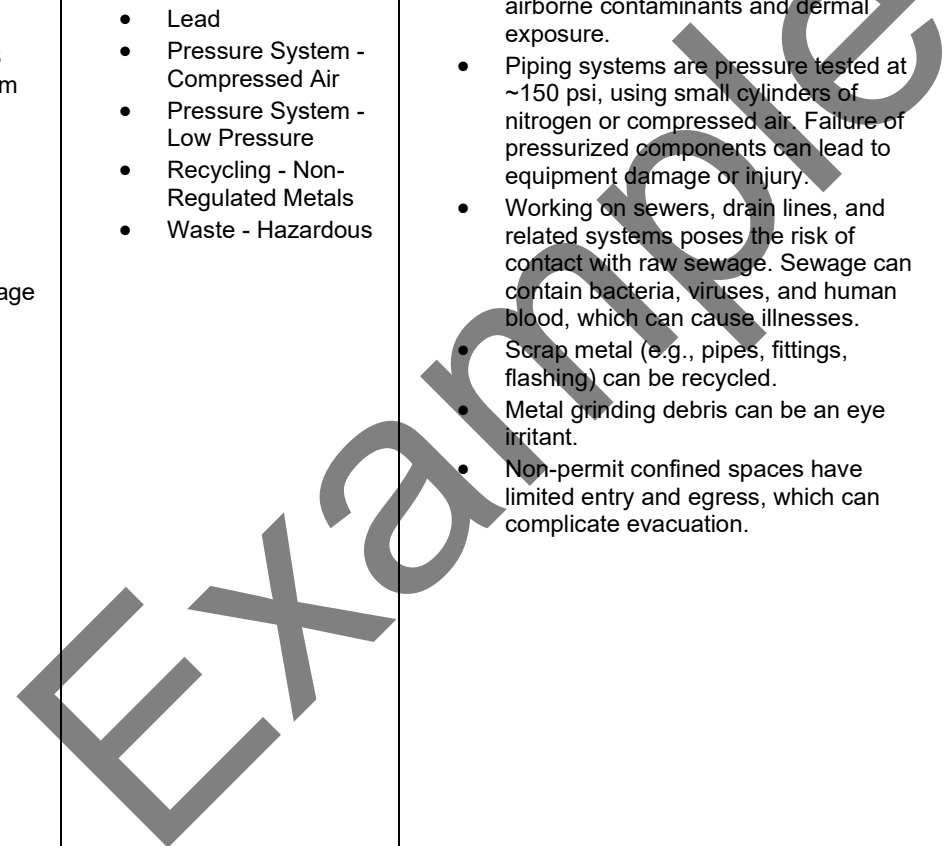 m
age
• Lead
• Pressure System -
Compressed Air
• Pressure System -
Low Pressure
• Recycling - Non-
Regulated Metals
• Waste - Hazardous
airborne contaminants and dermal
exposure.
• Piping systems are pressure tested at
~150 psi, using small cylinders of
nitrogen or compressed air. Failure of
pressurized components can lead to
equipment damage or injury.
• Working on sewers, drain lines, and
related systems poses the risk of
contact with raw sewage. Sewage can
contain bacteria, viruses, and human
blood, which can cause illnesses.
• Scrap metal (e.g., pipes, fittings,
flashing) can be recycled.
• Metal grinding debris can be an eye
irritant.
• Non-permit confined spaces have
limited entry and egress, which can
complicate evacuation.
Example